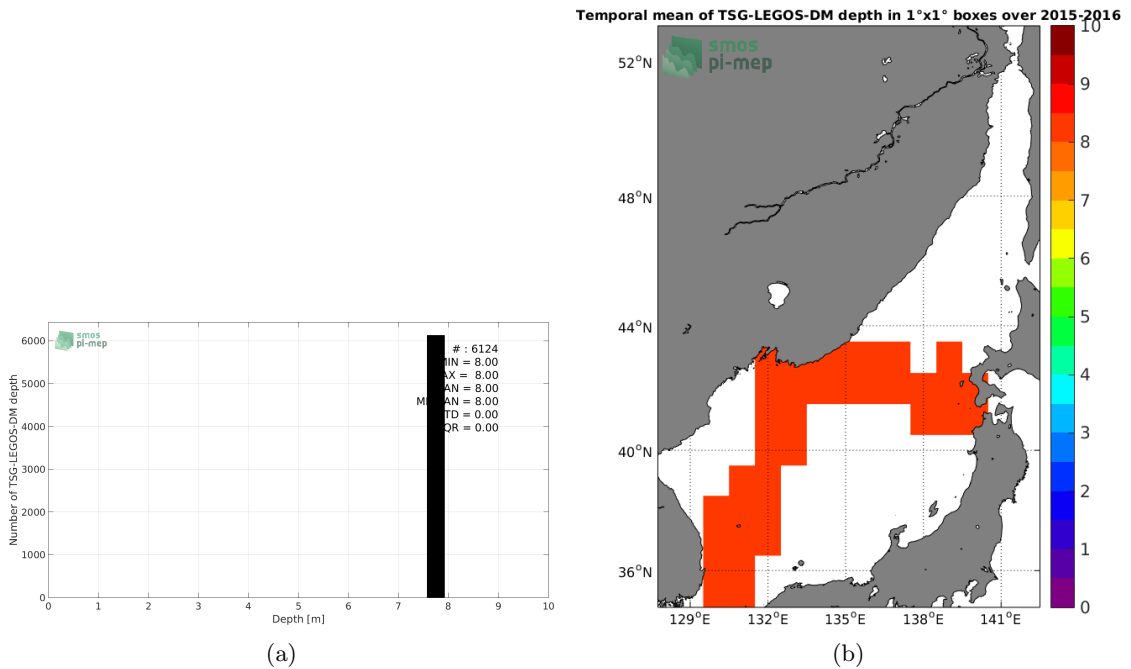 Temporal mean of TSG-LEGOS-DM depth in 1°x1° boxes over 2015-2016
smos
pi-mep
52°N
48°N
44°N
40°N
36°N
129°E 132°E 135°E 138°E 141°E
10
9
8
7
6
5
4
3
2
1
0
smos
pi-mep
# : 6124
IN = 8.00
AX = 8.00
AN = 8.00
M AN = 8.00
TD = 0.00
QR = 0.00
Number of TSG-LEGOS-DM depth
6000
5000
4000
3000
2000
1000
0
0 1 2 3 4 5 6 7 8 9 10
Depth [m]
(a)
(b)